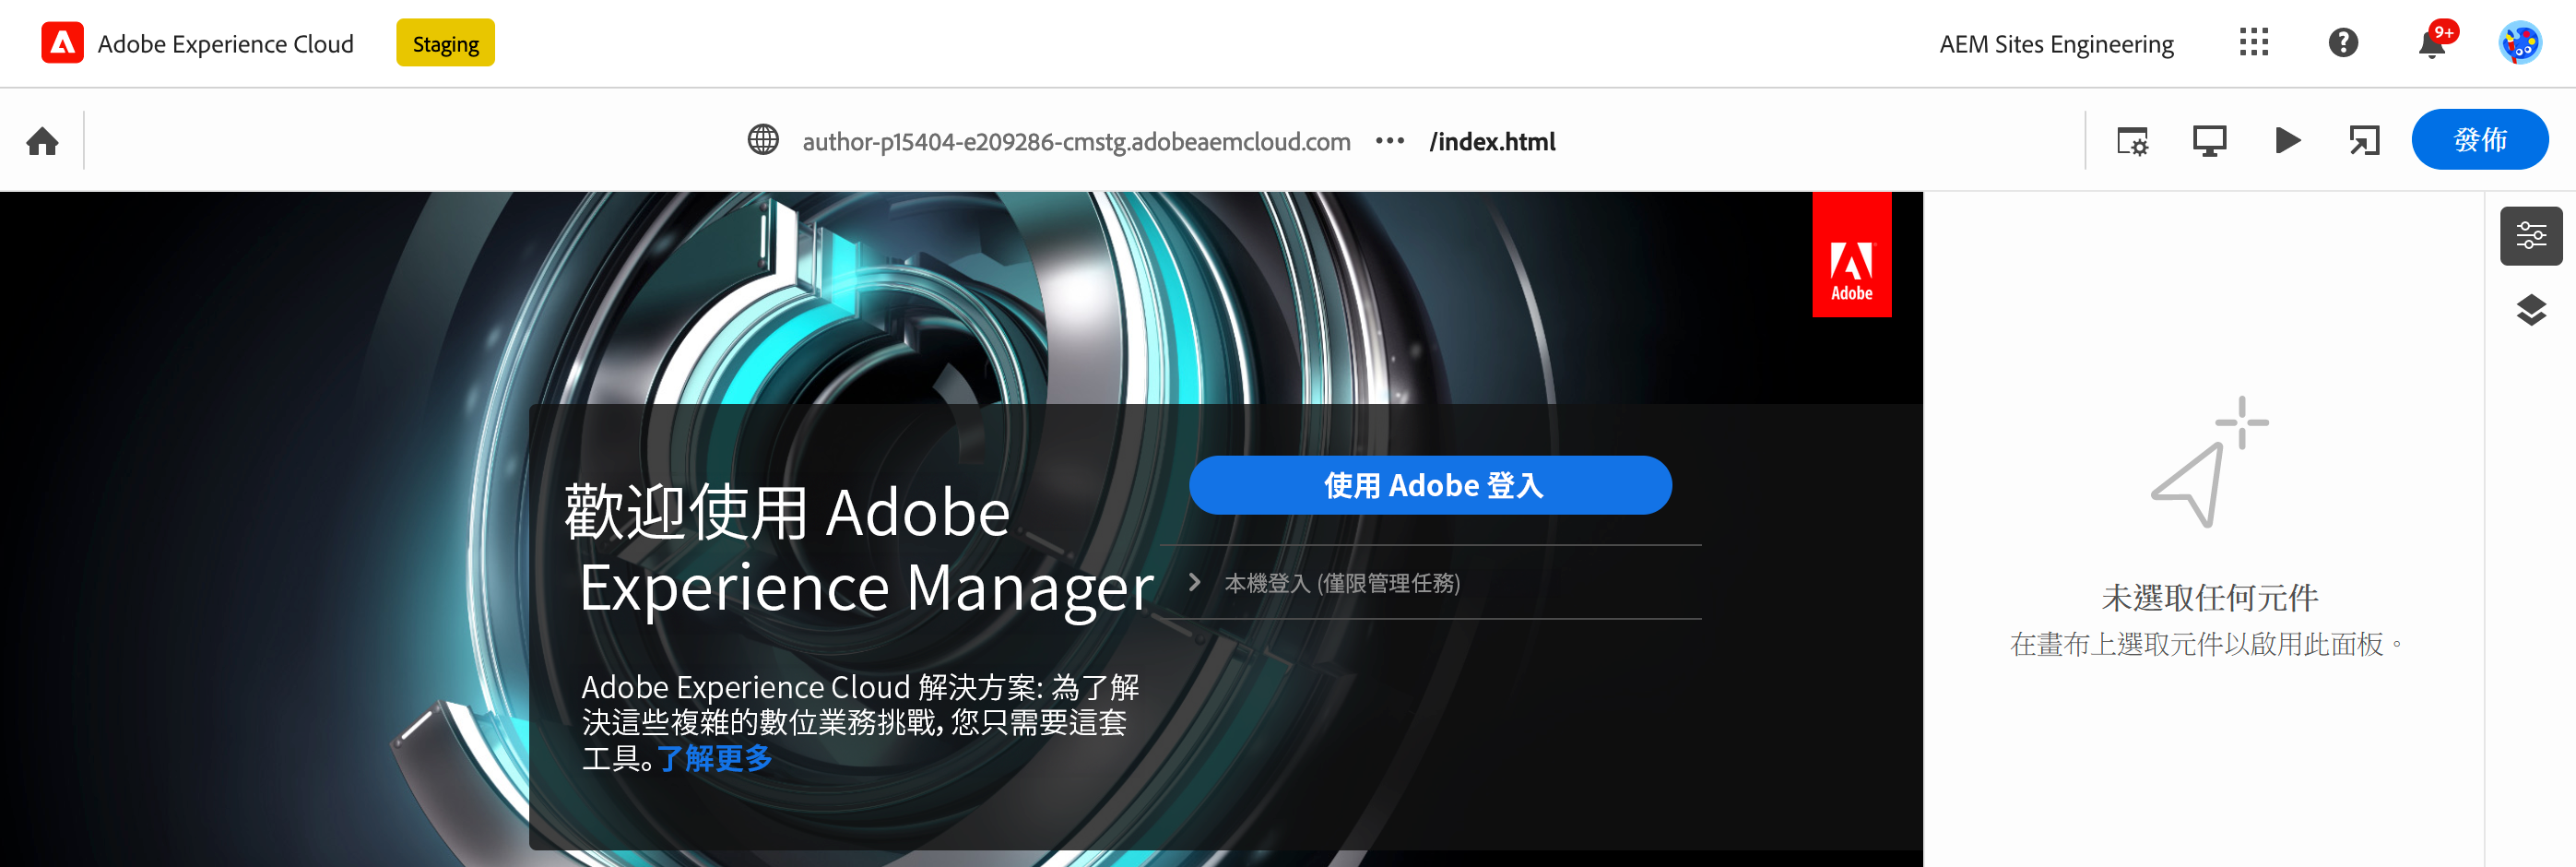 Adobe Experience Cloud
Staging
AEM Sites Engineering
9+
author-p15404-e209286-cmstg.adobeaemcloud.com ••• /index.html
發佈
Adobe
歡迎使用 Adobe
Experience Manager
Adobe Experience Cloud 解決方案: 為了解
決這些複雜的數位業務挑戰, 您只需要這套
工具。了解更多
使用 Adobe 登入
本機登入 (僅限管理任務)
未選取任何元件
在畫布上選取元件以啟用此面板。